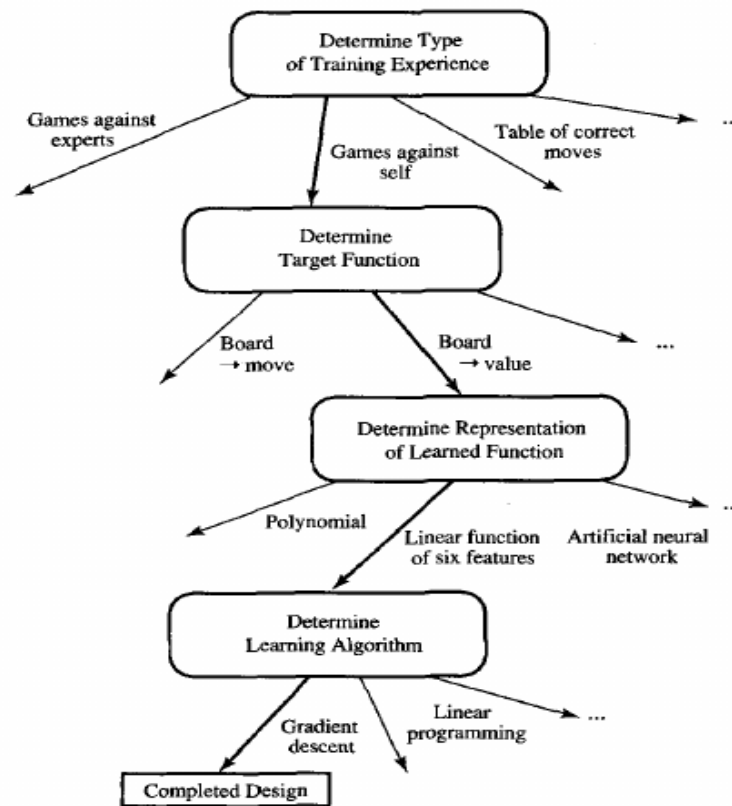 Determine Type
of Training Experience
Games against
experts
Games against
self
Table of correct
moves
...
Determine
Target Function
Board
→ move
Board
→ value
...
Determine Representation
of Learned Function
Polynomial
Linear function
of six features
Artificial neural
network
...
Determine
Learning Algorithm
Gradient
descent
Linear
programming
...
Completed Design